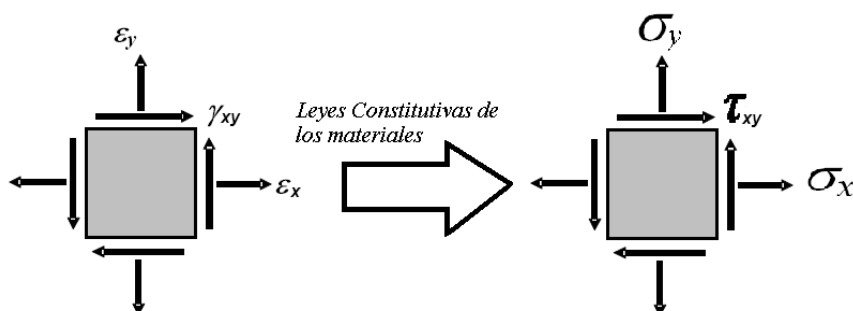 εy
γxy
εx
Leyes Constitutivas de
los materiales
σy
τxy
σx